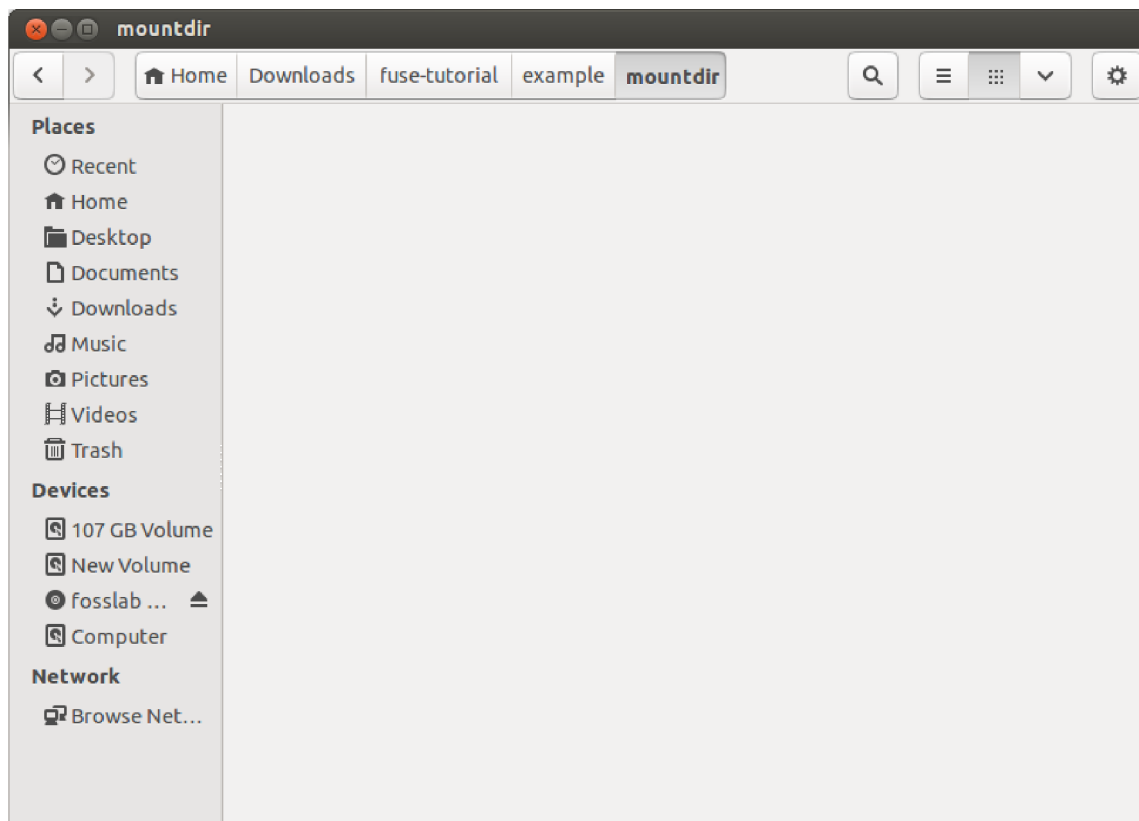 mountdir
Home Downloads fuse-tutorial example mountdir
Places
Recent
Home
Desktop
Documents
Downloads
Music
Pictures
Videos
Trash
Devices
107 GB Volume
New Volume
fosslab ...
Computer
Network
Browse Net...